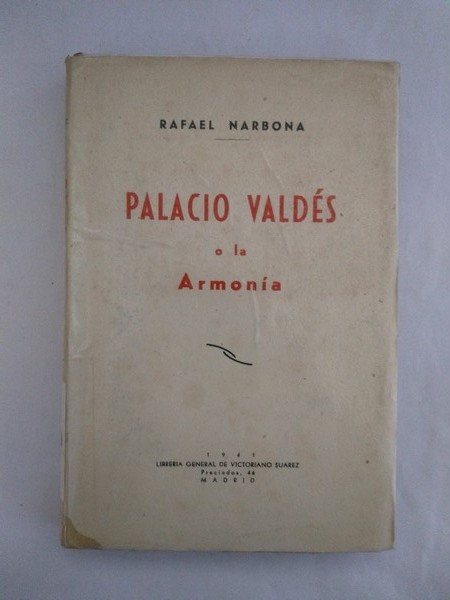 RAFAEL NARBONA
PALACIO VALDÉS
o la
Armonía
1941
LIBRERIA GENERAL DE VICTORIANO SUAREZ
Preciados, 46
MADRID